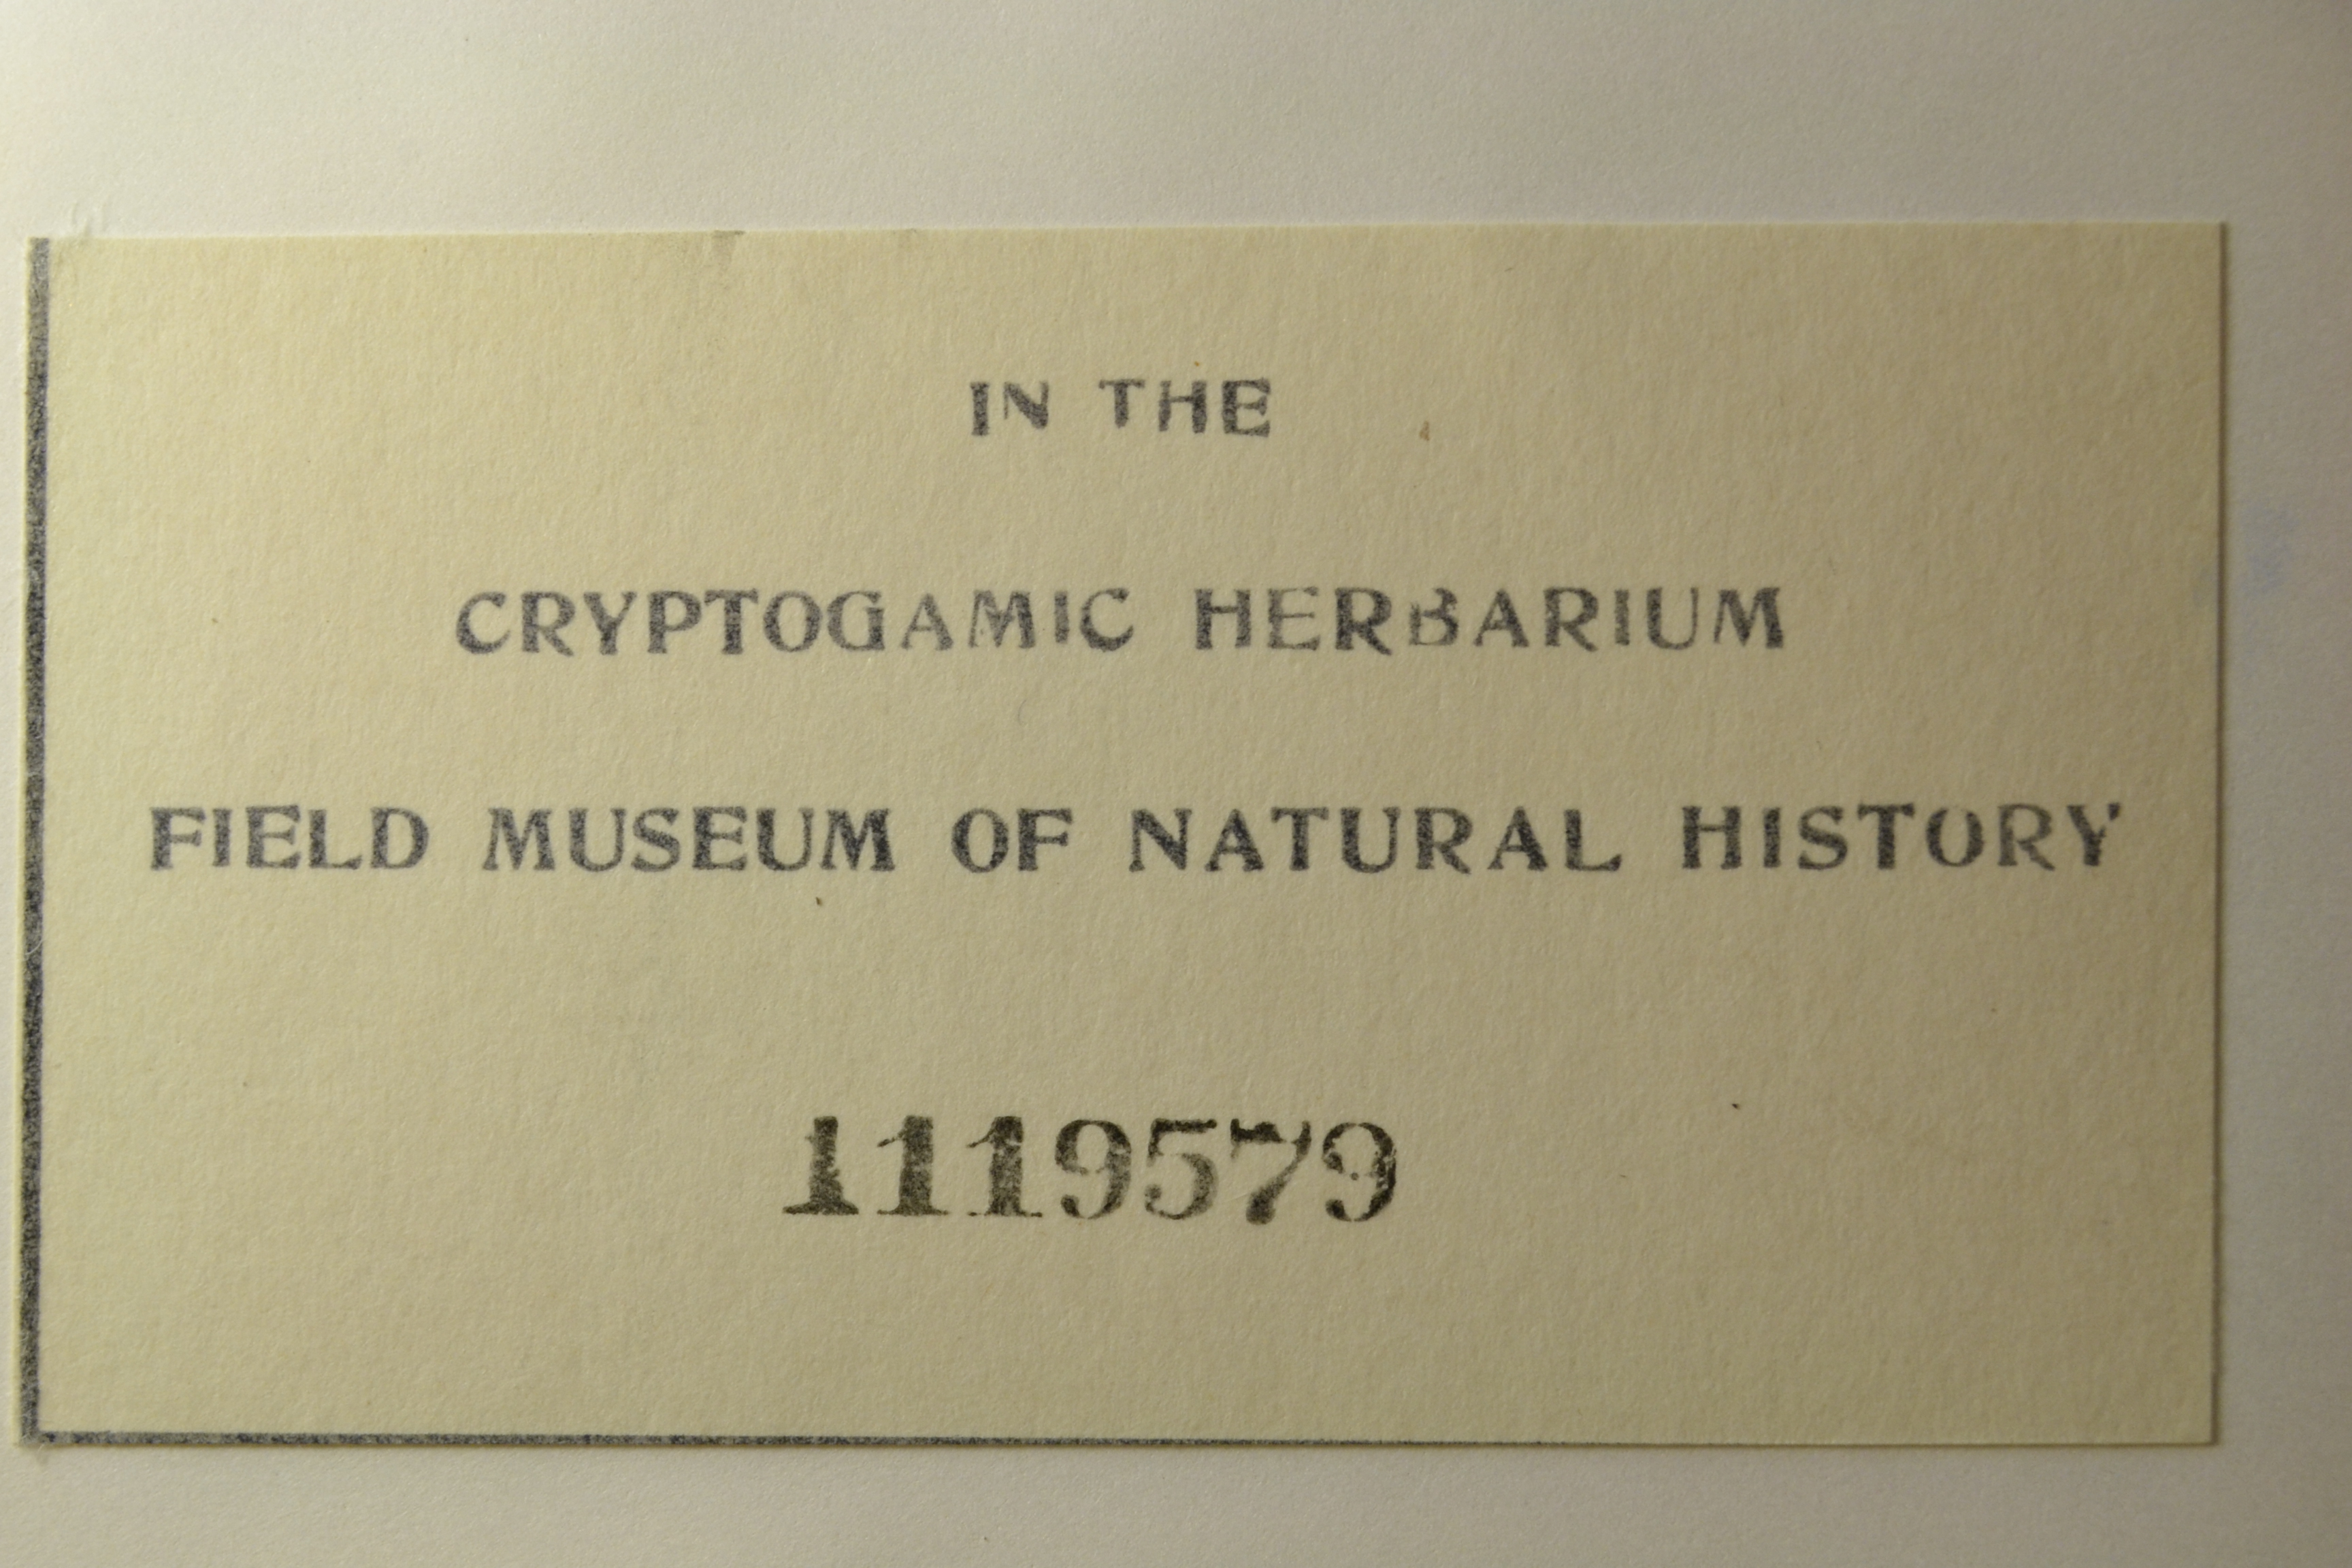 IN THE
CRYPTOGAMIC HERBARIUM
FIELD MUSEUM OF NATURAL HISTORY
1119579